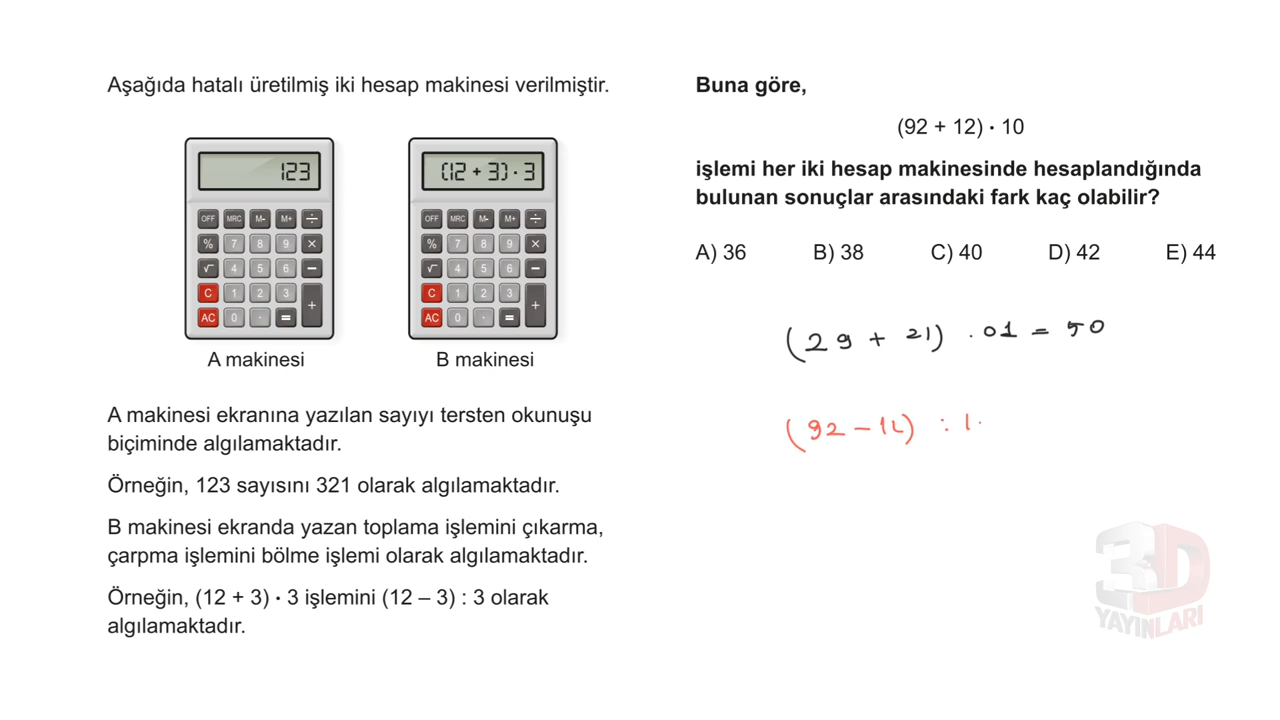 Aşağıda hatalı üretilmiş iki hesap makinesi verilmiştir.
123
OFF MRC M- M+ ÷
% 7 8 9 ×
√ 4 5 6 −
C 1 2 3
+
AC 0 · =
A makinesi
(12 + 3) · 3
OFF MRC M- M+ ÷
% 7 8 9 ×
√ 4 5 6 −
C 1 2 3
+
AC 0 · =
B makinesi
A makinesi ekranına yazılan sayıyı tersten okunuşu
biçiminde algılamaktadır.
Örneğin, 123 sayısını 321 olarak algılamaktadır.
B makinesi ekranda yazan toplama işlemini çıkarma,
çarpma işlemini bölme işlemi olarak algılamaktadır.
Örneğin, (12 + 3) · 3 işlemini (12 – 3) : 3 olarak
algılamaktadır.
Buna göre,
(92 + 12) · 10
işlemi her iki hesap makinesinde hesaplandığında
bulunan sonuçlar arasındaki fark kaç olabilir?
A) 36 B) 38 C) 40 D) 42 E) 44
(29 + 21) . 01 = 50
(92 − 12) : 1.
3D
YAYINLARI